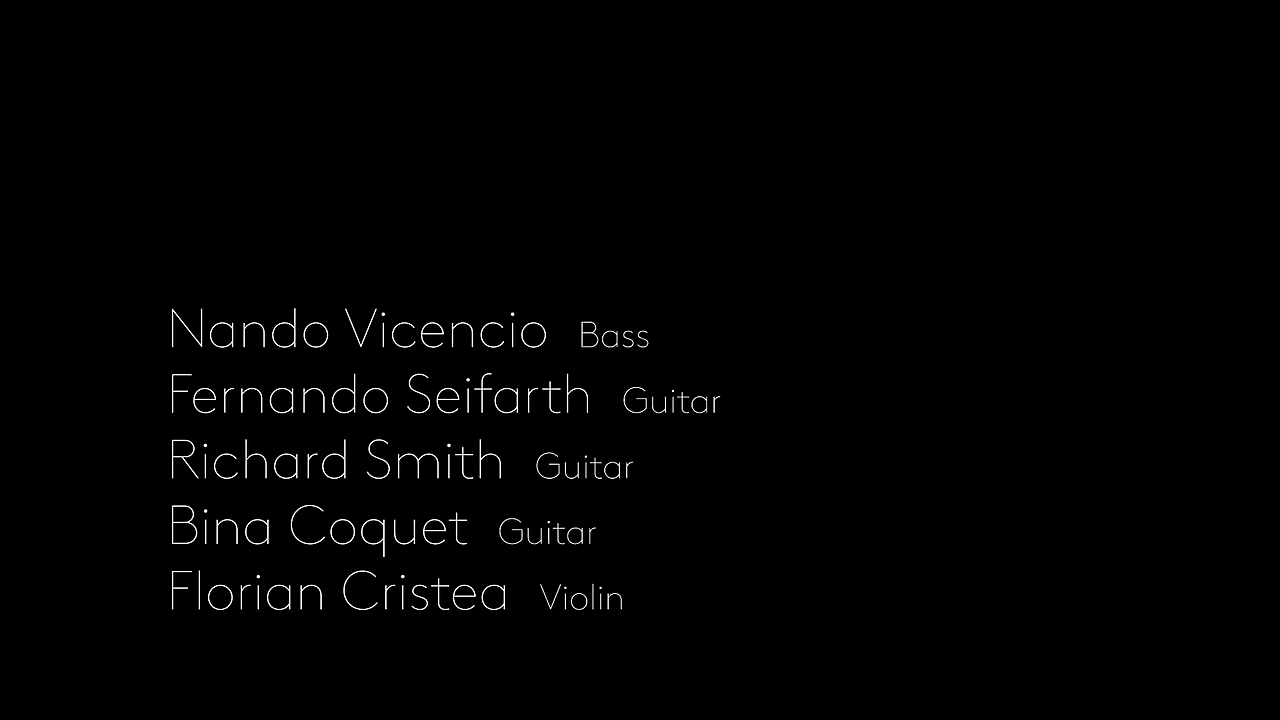 Nando Vicencio Bass
Fernando Seifarth Guitar
Richard Smith Guitar
Bina Coquet Guitar
Florian Cristea Violin